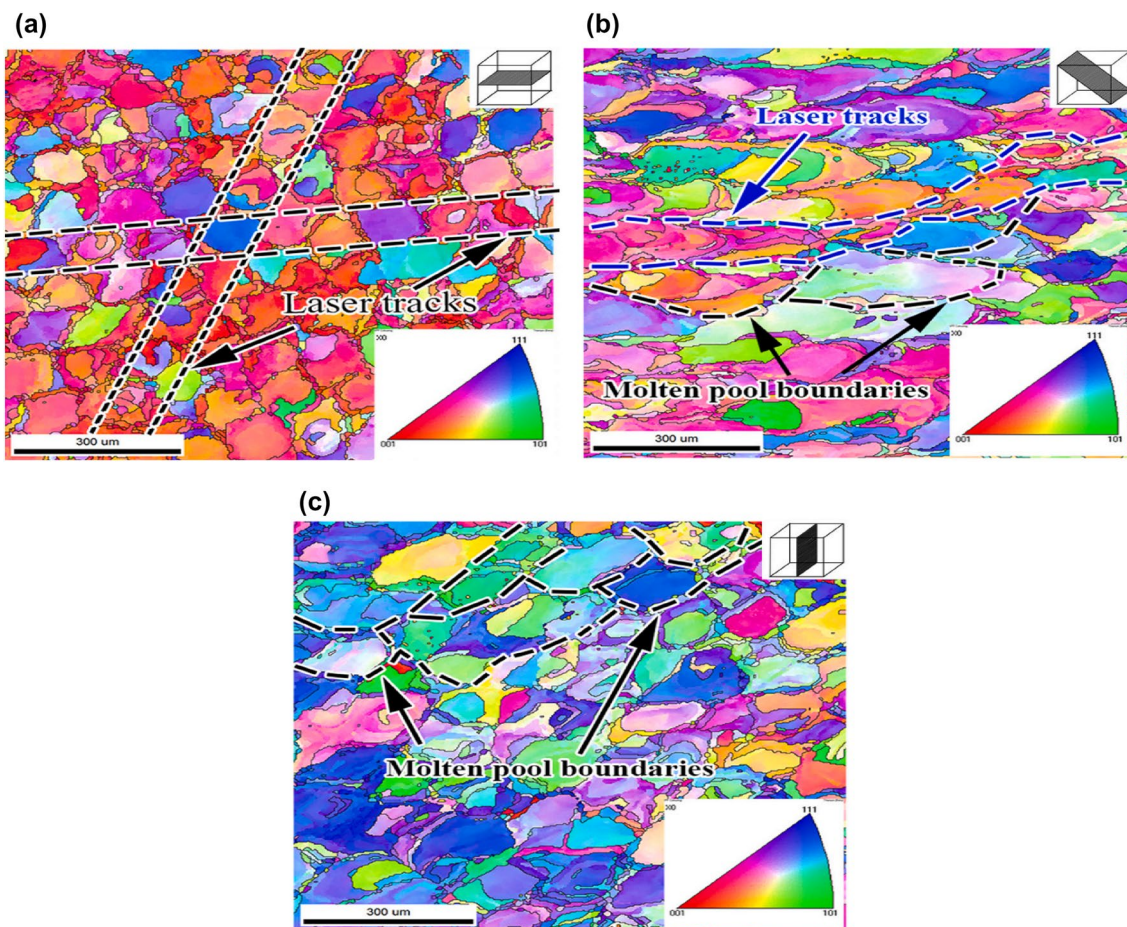 (a)
Laser tracks
111
001
101
300 um
(b)
Laser tracks
Molten pool boundaries
111
001
101
300 um
(c)
Molten pool boundaries
111
001
101
300 um